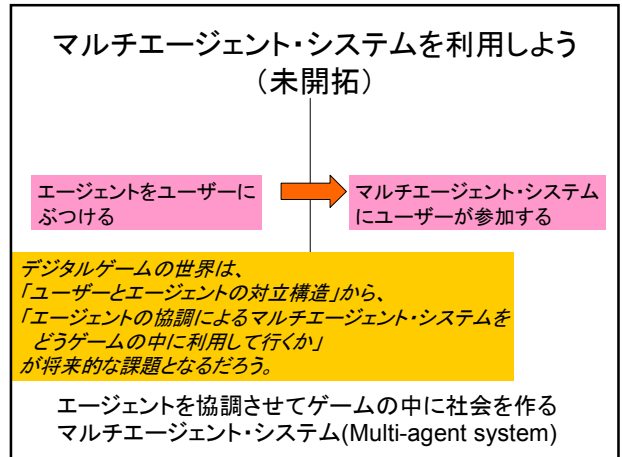 マルチエージェント・システムを利用しよう
（未開拓）
エージェントをユーザーに
ぶつける
マルチエージェント・システム
にユーザーが参加する
デジタルゲームの世界は、
「ユーザーとエージェントの対立構造」から、
「エージェントの協調によるマルチエージェント・システムを
どうゲームの中に利用して行くか」
が将来的な課題となるだろう。
エージェントを協調させてゲームの中に社会を作る
マルチエージェント・システム(Multi-agent system)